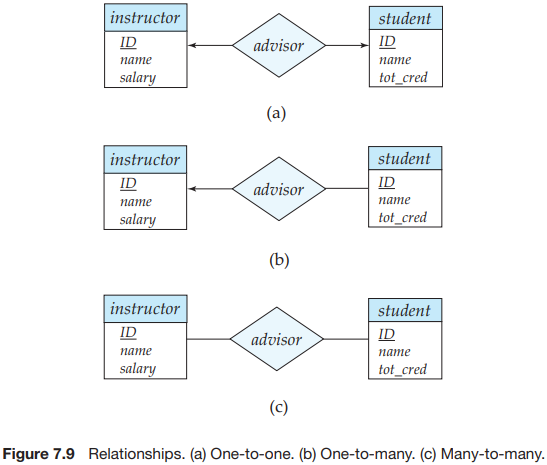 instructor
ID
name
salary
advisor
student
ID
name
tot_cred
(a)
instructor
ID
name
salary
advisor
student
ID
name
tot_cred
(b)
instructor
ID
name
salary
advisor
student
ID
name
tot_cred
(c)
Figure 7.9 Relationships. (a) One-to-one. (b) One-to-many. (c) Many-to-many.